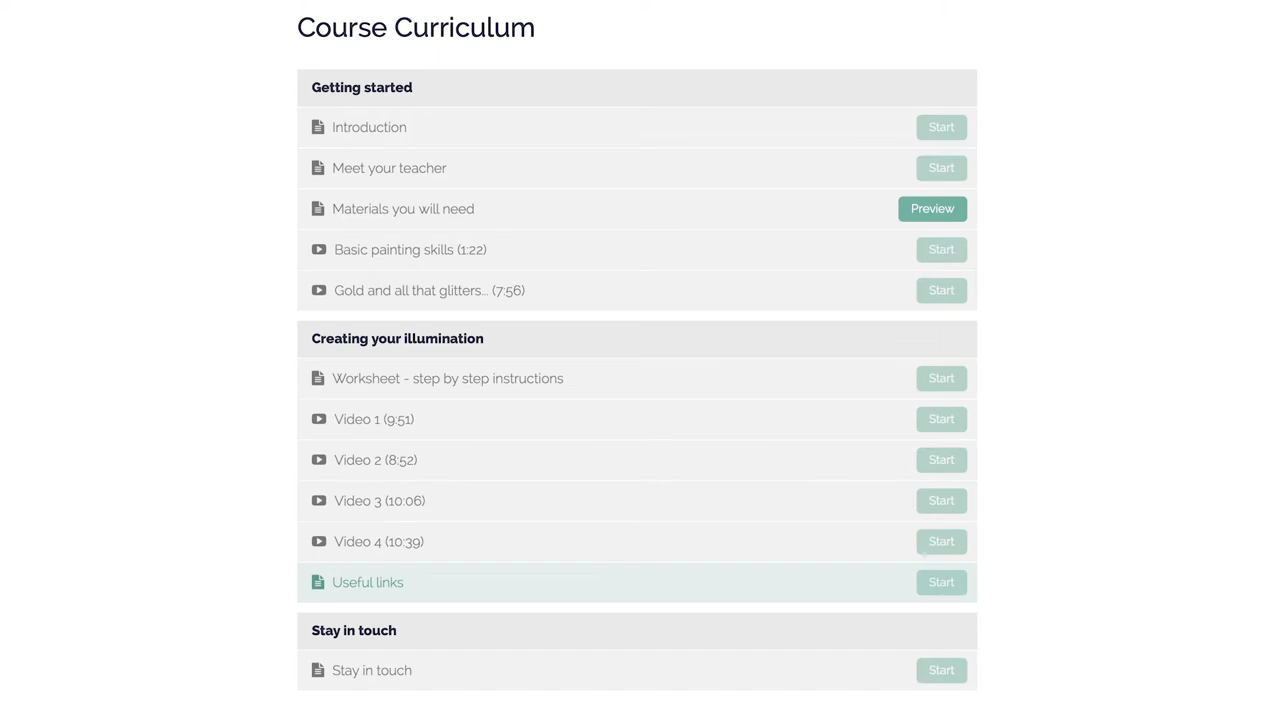 Course Curriculum
Getting started
Introduction Start
Meet your teacher Start
Materials you will need Preview
Basic painting skills (1:22) Start
Gold and all that glitters... (7:56) Start
Creating your illumination
Worksheet - step by step instructions Start
Video 1 (9:51) Start
Video 2 (8:52) Start
Video 3 (10:06) Start
Video 4 (10:39) Start
Useful links Start
Stay in touch
Stay in touch Start